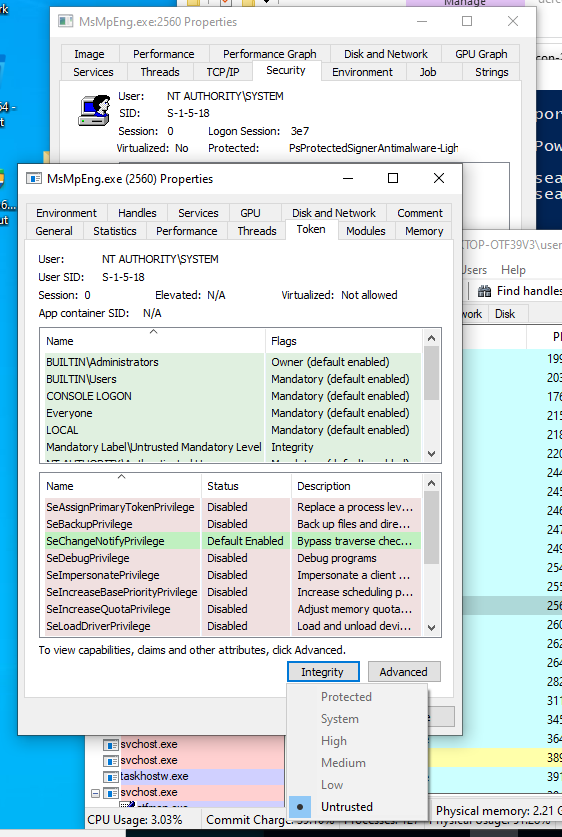 Manage
MsMpEng.exe:2560 Properties
Image Performance Performance Graph Disk and Network GPU Graph
Services Threads TCP/IP Security Environment Job Strings
User: NT AUTHORITY\SYSTEM
SID: S-1-5-18
Session: 0 Logon Session: 3e7
Virtualized: No Protected: PsProtectedSignerAntimalware-Ligh
MsMpEng.exe (2560) Properties
Environment Handles Services GPU Disk and Network Comment
General Statistics Performance Threads Token Modules Memory
User: NT AUTHORITY\SYSTEM
User SID: S-1-5-18
Session: 0 Elevated: N/A Virtualized: Not allowed
App container SID: N/A
Name Flags
BUILTIN\Administrators Owner (default enabled)
BUILTIN\Users Mandatory (default enabled)
CONSOLE LOGON Mandatory (default enabled)
Everyone Mandatory (default enabled)
LOCAL Mandatory (default enabled)
Mandatory Label\Untrusted Mandatory Level Integrity
Name Status Description
SeAssignPrimaryTokenPrivilege Disabled Replace a process lev...
SeBackupPrivilege Disabled Back up files and dire...
SeChangeNotifyPrivilege Default Enabled Bypass traverse chec...
SeDebugPrivilege Disabled Debug programs
SeImpersonatePrivilege Disabled Impersonate a client ...
SeIncreaseBasePriorityPrivilege Disabled Increase scheduling p...
SeIncreaseQuotaPrivilege Disabled Adjust memory quota...
SeLoadDriverPrivilege Disabled Load and unload devi...
To view capabilities, claims and other attributes, click Advanced.
Integrity Advanced
Protected
System
High
Medium
Low
Untrusted
TOP-OTF39V3\user
Users Help
Find handles
work Disk
svchost.exe
svchost.exe
taskhostw.exe
svchost.exe
CPU Usage: 3.03%
Physical memory: 2.21 G